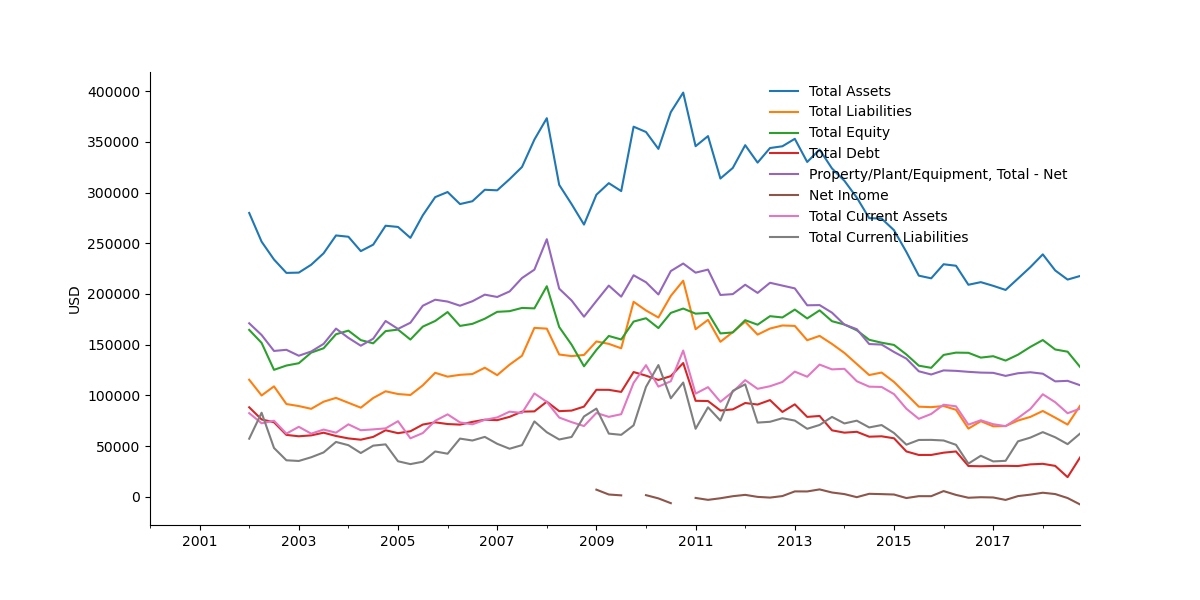 400000
350000
300000
250000
200000
150000
100000
50000
0
USD
Total Assets
Total Liabilities
Total Equity
Total Debt
Property/Plant/Equipment, Total - Net
Net Income
Total Current Assets
Total Current Liabilities
2001 2003 2005 2007 2009 2011 2013 2015 2017